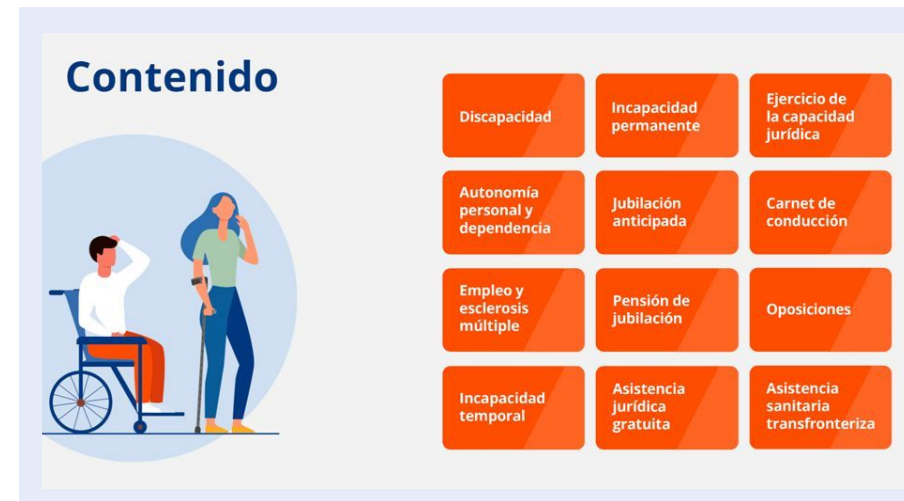 Contenido
Discapacidad
Incapacidad
permanente
Ejercicio de
la capacidad
jurídica
Autonomía
personal y
dependencia
Jubilación
anticipada
Carnet de
conducción
Empleo y
esclerosis
múltiple
Pensión de
jubilación
Oposiciones
Incapacidad
temporal
Asistencia
jurídica
gratuita
Asistencia
sanitaria
transfronteriza